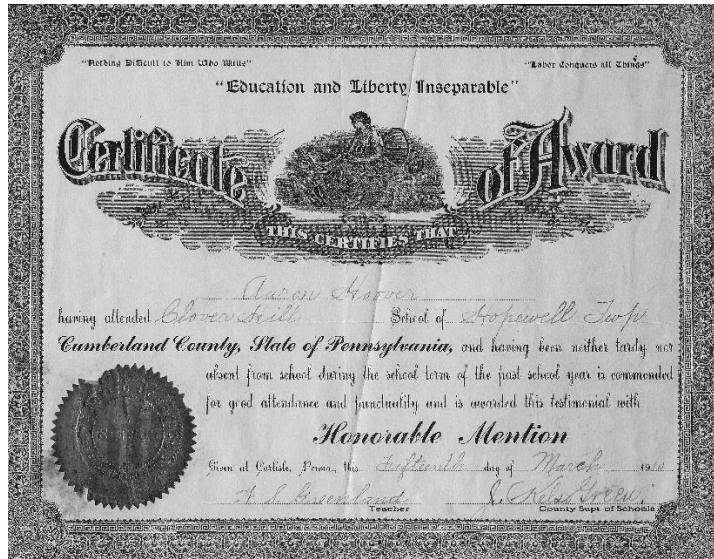 "Nothing Difficult to Him Who Wills"
"Labor Conquers all Things"
"Education and Liberty Inseparable"
Certificate of Award
THIS CERTIFIES THAT
Aaron Hoover
having attended Clover Hill School of Hopewell Twp
Cumberland County, State of Pennsylvania, and having been neither tardy nor
absent from school during the school term of the past school year is commended
for good attendance and punctuality and is awarded this testimonial with
Honorable Mention
Given at Carlisle, Penna., this Fifteenth day of March 1910
Greenland J. Kelso Green,
Teacher County Supt of Schools